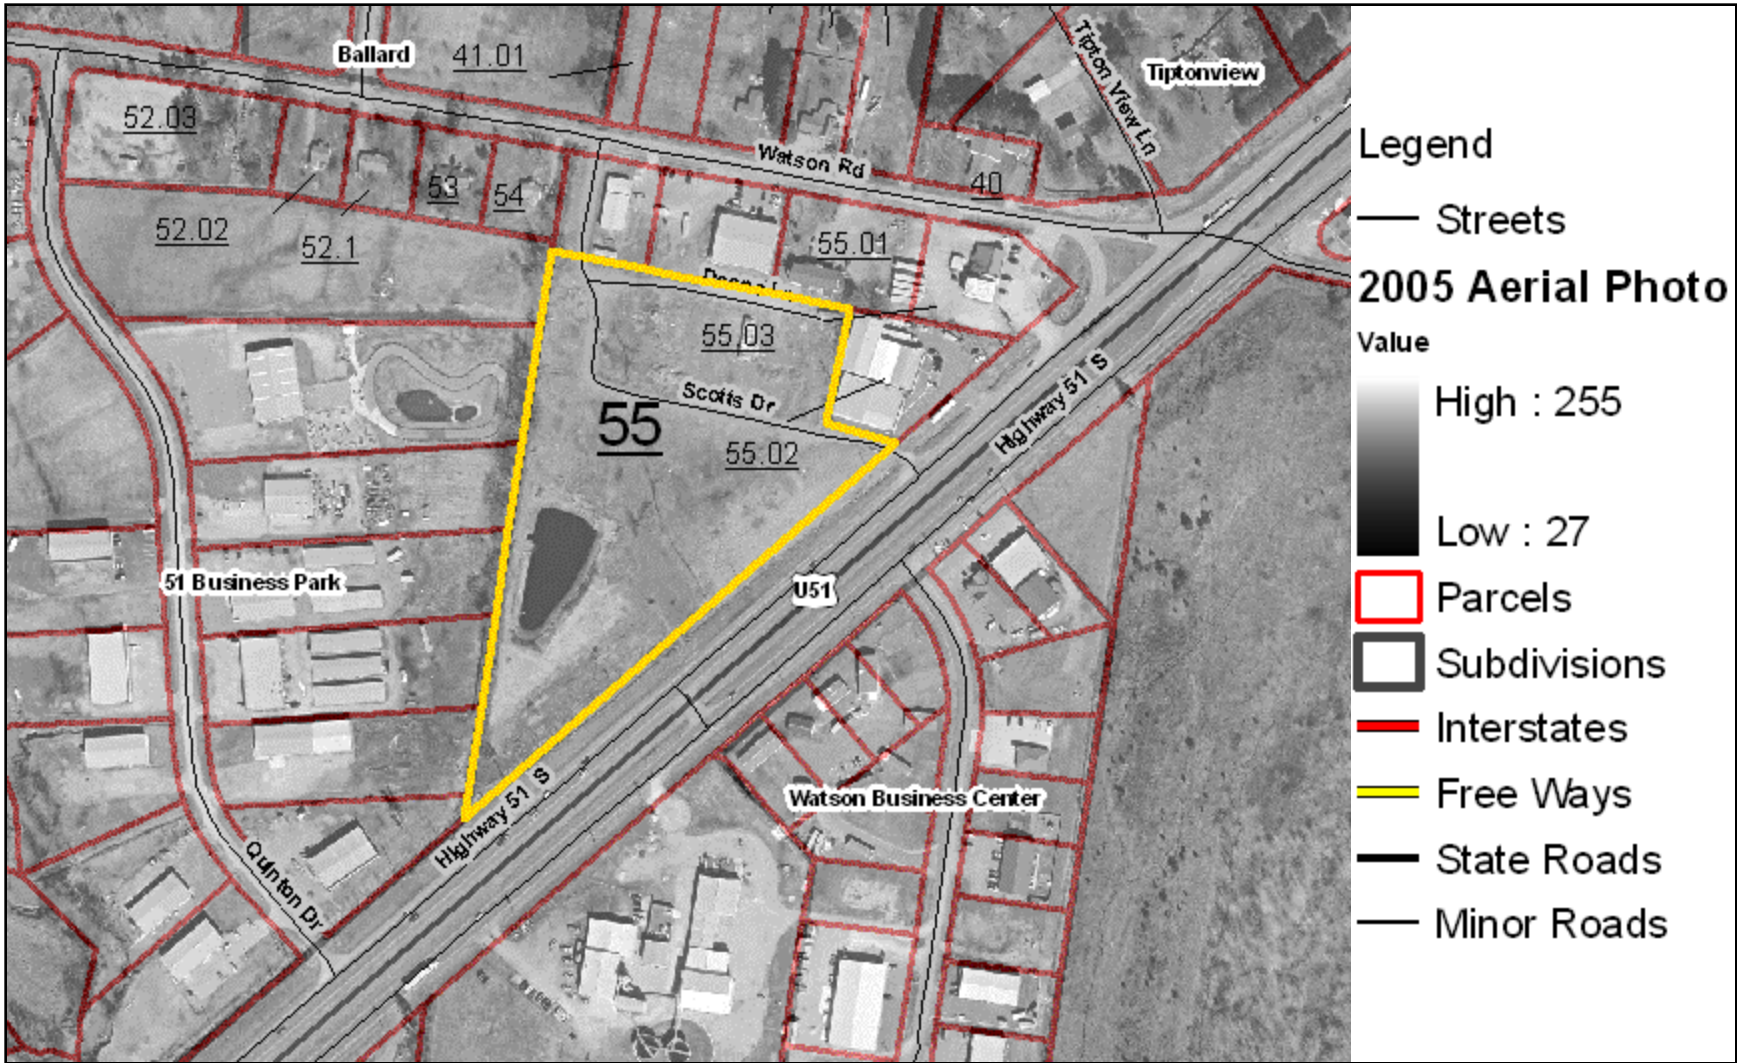 Ballard
41.01
Tipton View Ln
Tiptonview
52.03
Watson Rd
53
54
40
52.02
52.1
55.01
55.03
Scotts Dr
55
55.02
Highway 51 S
51 Business Park
U51
Watson Business Center
Highway 51 S
Quinton Dr
Legend
Streets
2005 Aerial Photo
Value
High : 255
Low : 27
Parcels
Subdivisions
Interstates
Free Ways
State Roads
Minor Roads